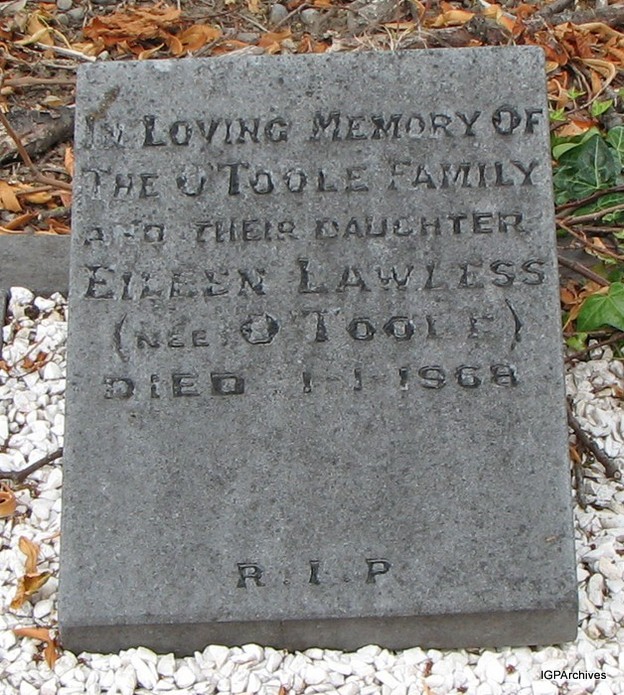 IN LOVING MEMORY OF
THE O'TOOLE FAMILY
AND THEIR DAUGHTER
EILEEN LAWLESS
(NEE O'TOOLE)
DIED 1-1-1968
R.I.P
IGPArchives